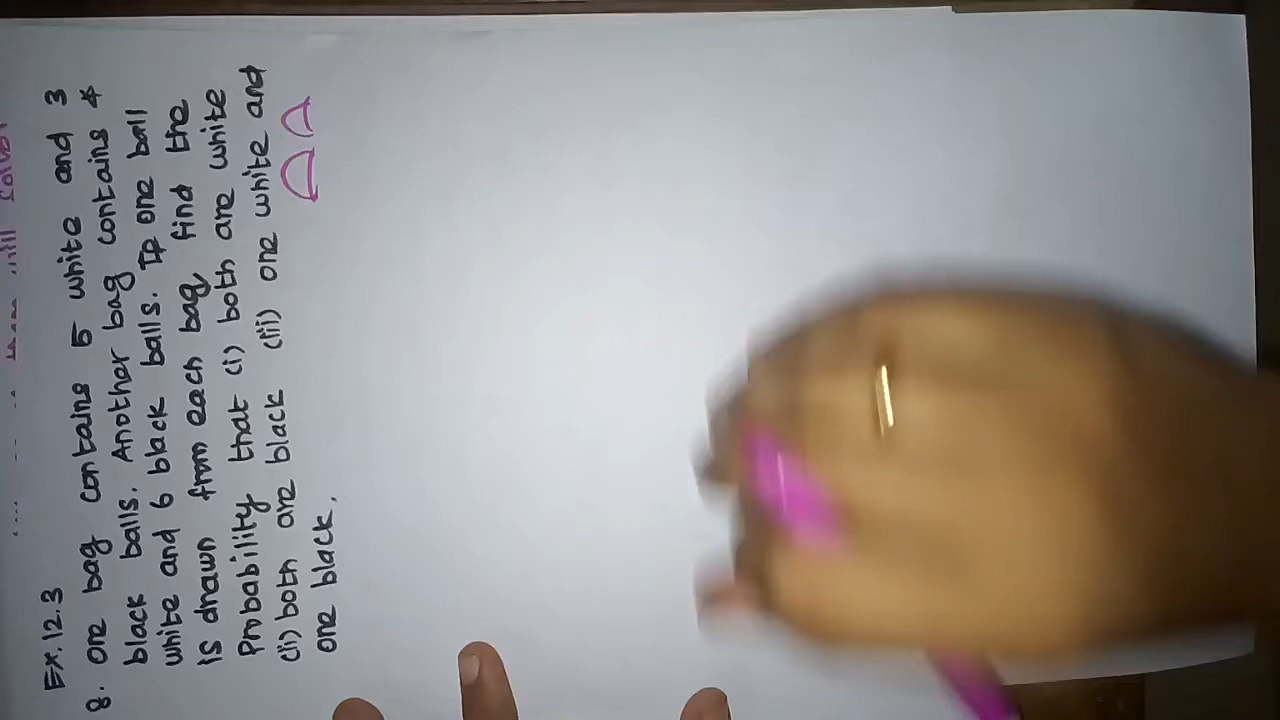 Ex.12.3
8. one bag contains 5 white and 3
black balls. Another bag contains 4
white and 6 black balls. If one ball
is drawn from each bag, find the
Probability that (i) both are white
(ii) both are black (iii) one white and
one black.